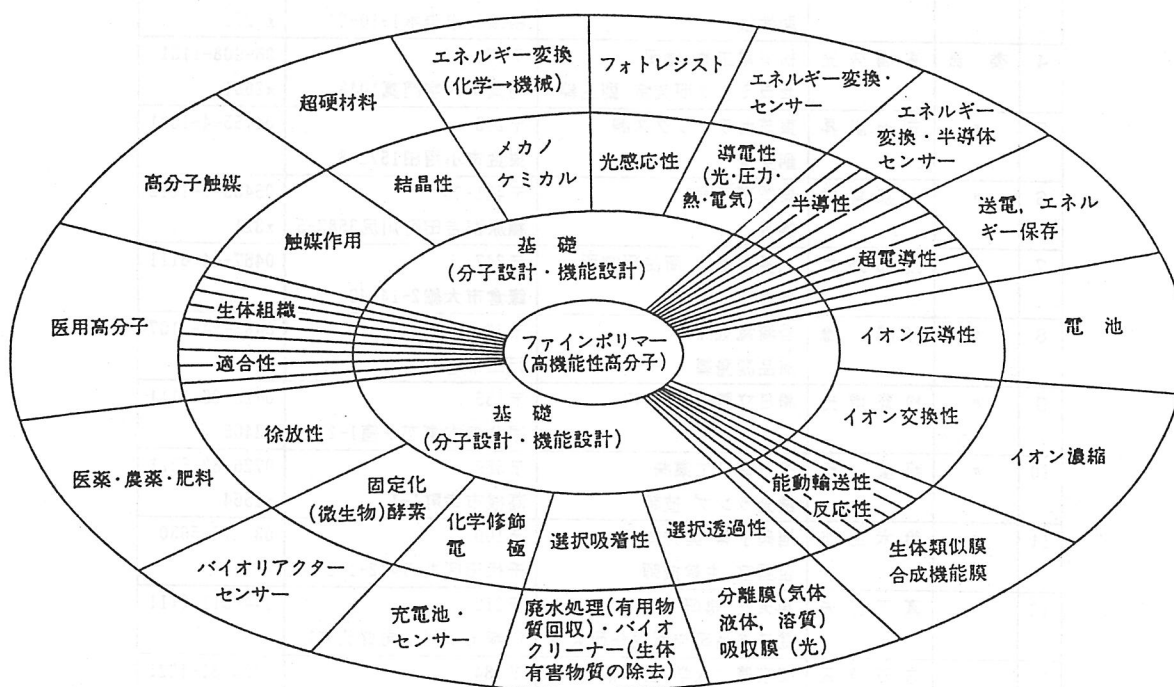 エネルギー変換
(化学→機械)
フォトレジスト
エネルギー変換・
センサー
エネルギー
変換・半導体
センサー
送電，エネル
ギー保存
電　池
イオン濃縮
生体類似膜
合成機能膜
分離膜(気体
液体，溶質)
吸収膜(光)
廃水処理(有用物
質回収)・バイオ
クリーナー(生体
有害物質の除去)
充電池・
センサー
バイオリアクター
センサー
医薬・農薬・肥料
医用高分子
高分子触媒
超硬材料
結晶性
メカノ
ケミカル
光感応性
導電性
(光・圧力・
熱・電気)
半導性
超電導性
イオン伝導性
イオン交換性
能動輸送性
反応性
選択透過性
選択吸着性
化学修飾
電　極
固定化
(微生物)酵素
徐放性
生体組織
適合性
触媒作用
基　礎
(分子設計・機能設計)
ファインポリマー
(高機能性高分子)
基　礎
(分子設計・機能設計)